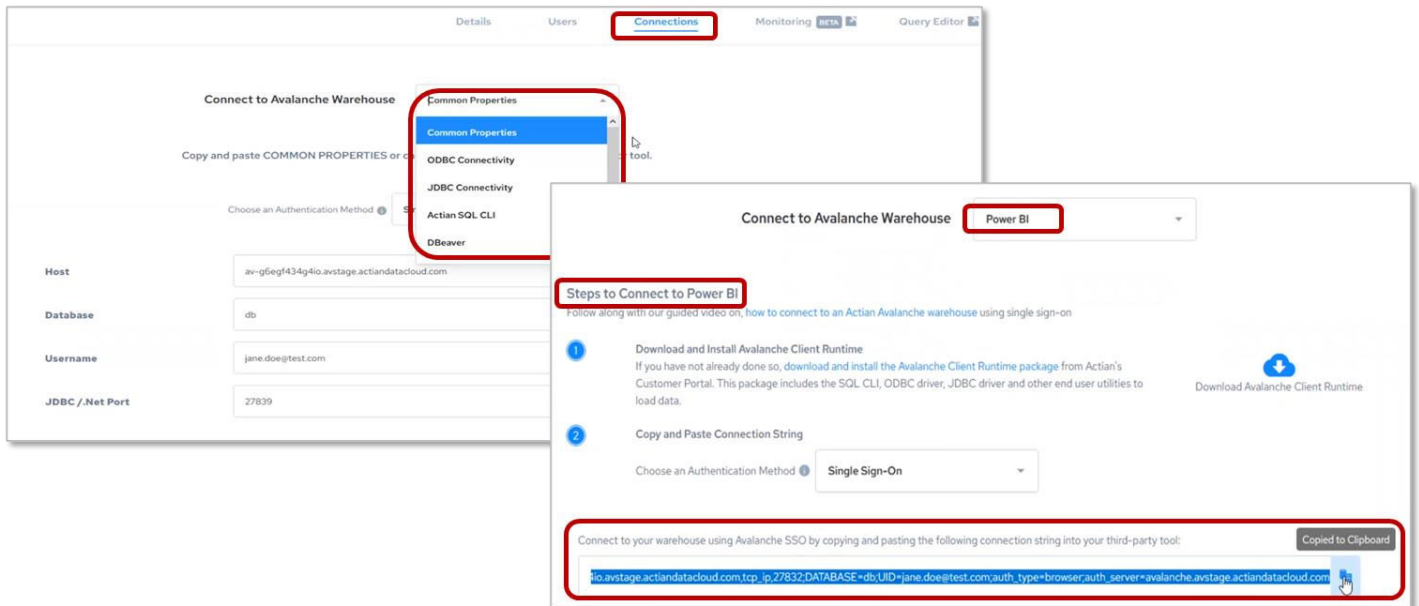 Details Users Connections Monitoring BETA Query Editor
Connect to Avalanche Warehouse Common Properties
Common Properties
Copy and paste COMMON PROPERTIES or tool.
ODBC Connectivity
JDBC Connectivity
Choose an Authentication Method
Actian SQL CLI
DBeaver
Host av-g6egf434g4io.avstage.actiandatacloud.com
Database db
Username jane.doe@test.com
JDBC /.Net Port 27839
Connect to Avalanche Warehouse Power BI
Steps to Connect to Power BI
Follow along with our guided video on, how to connect to an Actian Avalanche warehouse using single sign-on
1 Download and Install Avalanche Client Runtime
If you have not already done so, download and install the Avalanche Client Runtime package from Actian's
Customer Portal. This package includes the SQL CLI, ODBC driver, JDBC driver and other end user utilities to
load data.
Download Avalanche Client Runtime
2 Copy and Paste Connection String
Choose an Authentication Method Single Sign-On
Connect to your warehouse using Avalanche SSO by copying and pasting the following connection string into your third-party tool:
Copied to Clipboard
4io.avstage.actiandatacloud.com,tcp_ip,27832;DATABASE=db;UID=jane.doe@test.com;auth_type=browser;auth_server=avalanche.avstage.actiandatacloud.com